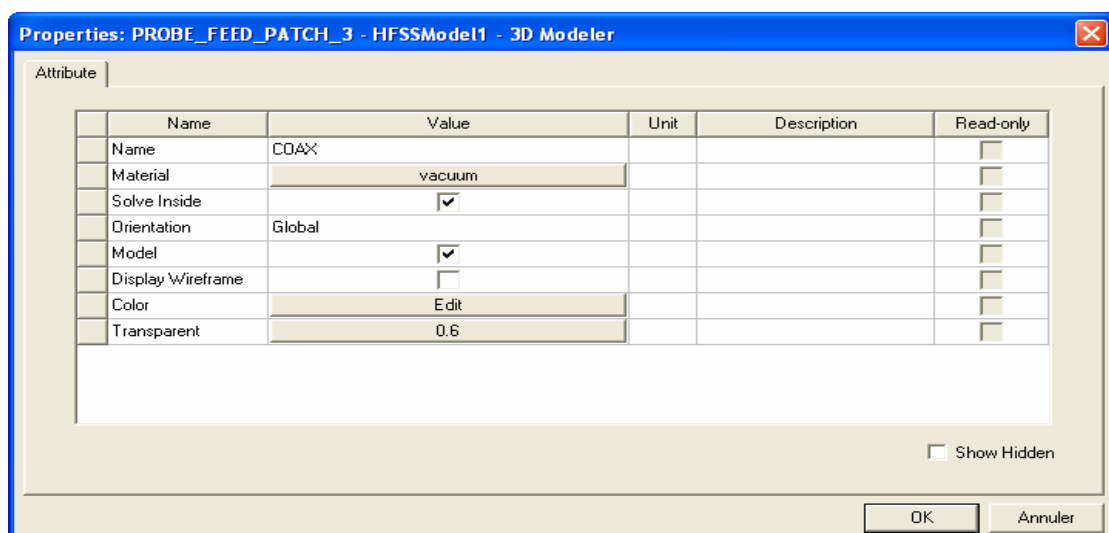 Properties: PROBE_FEED_PATCH_3 - HFSSModel1 - 3D Modeler
Attribute
Name Value Unit Description Read-only
Name COAX
Material vacuum
Solve Inside
Orientation Global
Model
Display Wireframe
Color Edit
Transparent 0.6
Show Hidden
OK Annuler